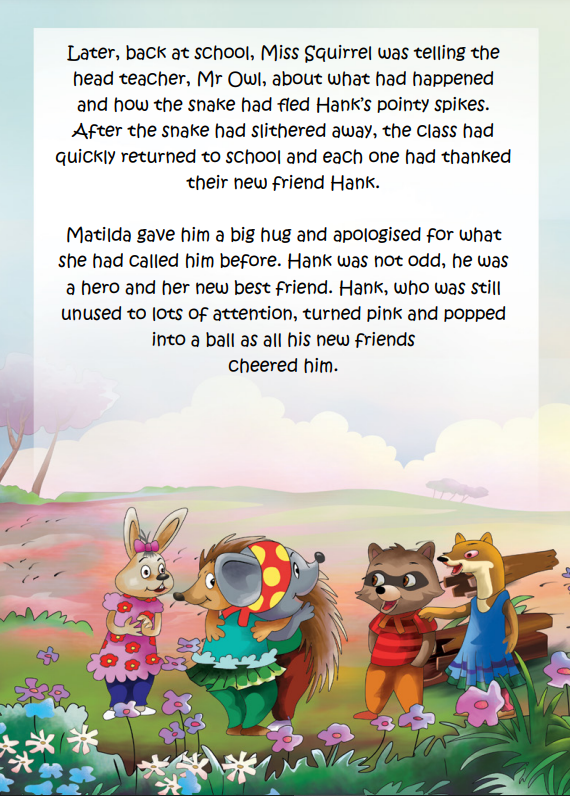 Later, back at school, Miss Squirrel was telling the
head teacher, Mr Owl, about what had happened
and how the snake had fled Hank's pointy spikes.
After the snake had slithered away, the class had
quickly returned to school and each one had thanked
their new friend Hank.
Matilda gave him a big hug and apologised for what
she had called him before. Hank was not odd, he was
a hero and her new best friend. Hank, who was still
unused to lots of attention, turned pink and popped
into a ball as all his new friends
cheered him.